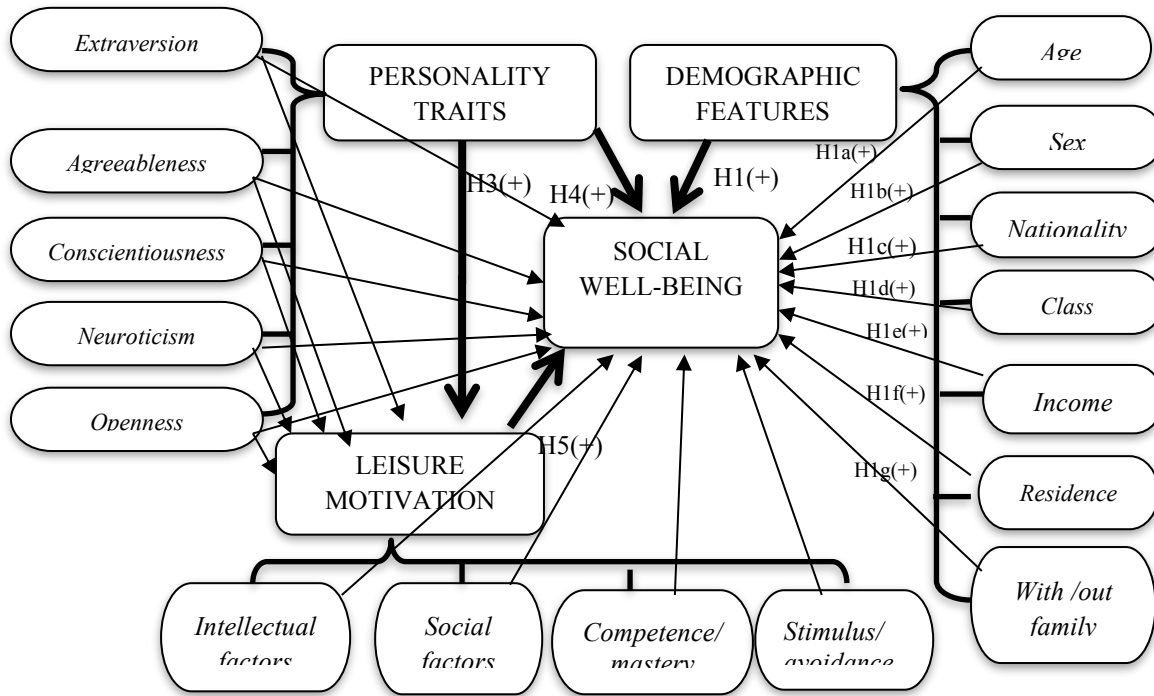 Extraversion
Agreeableness
Conscientiousness
Neuroticism
Openness
PERSONALITY
TRAITS
DEMOGRAPHIC
FEATURES
Age
Sex
Nationality
Class
Income
Residence
With /out
family
H3(+)
H4(+)
H1(+)
H1a(+)
H1b(+)
H1c(+)
H1d(+)
H1e(+)
H1f(+)
H1g(+)
SOCIAL
WELL-BEING
H5(+)
LEISURE
MOTIVATION
Intellectual
factors
Social
factors
Competence/
mastery
Stimulus/
avoidance